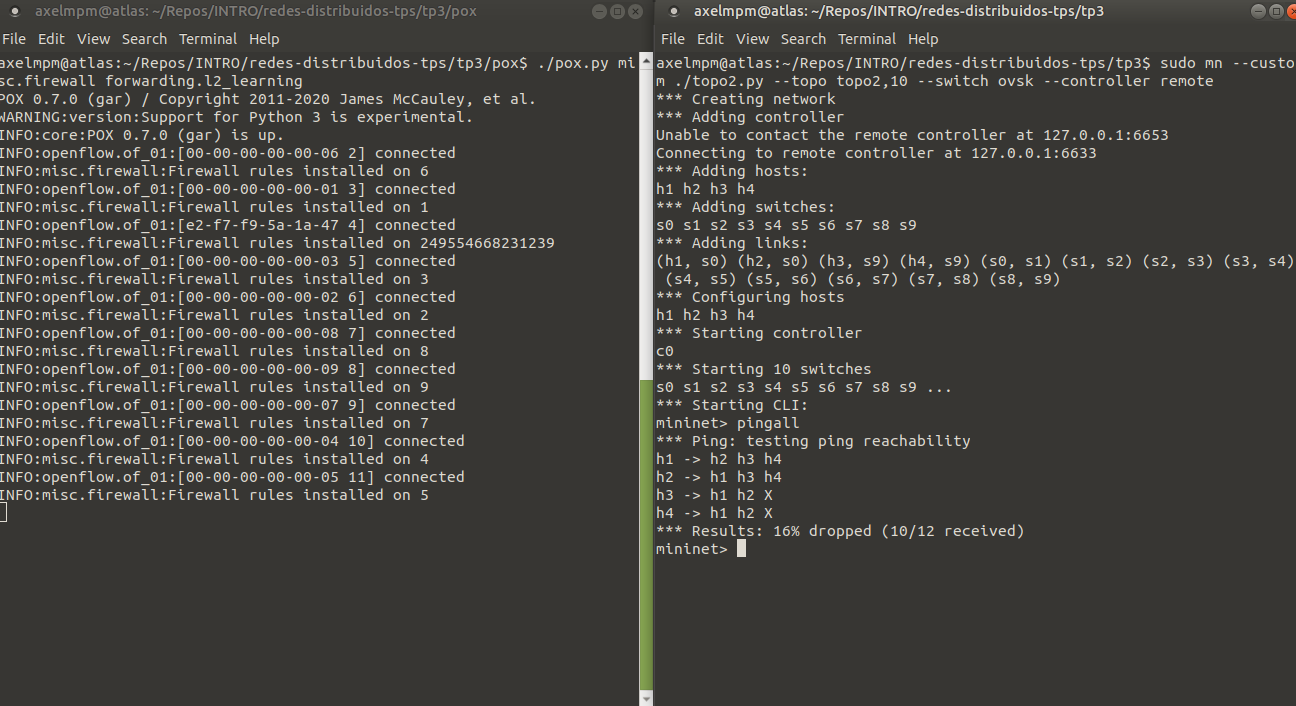 axelmpm@atlas: ~/Repos/INTRO/redes-distribuidos-tps/tp3/pox
File Edit View Search Terminal Help
axelmpm@atlas:~/Repos/INTRO/redes-distribuidos-tps/tp3/pox$ ./pox.py mi
sc.firewall forwarding.l2_learning
POX 0.7.0 (gar) / Copyright 2011-2020 James McCauley, et al.
WARNING:version:Support for Python 3 is experimental.
INFO:core:POX 0.7.0 (gar) is up.
INFO:openflow.of_01:[00-00-00-00-00-06 2] connected
INFO:misc.firewall:Firewall rules installed on 6
INFO:openflow.of_01:[00-00-00-00-00-01 3] connected
INFO:misc.firewall:Firewall rules installed on 1
INFO:openflow.of_01:[e2-f7-f9-5a-1a-47 4] connected
INFO:misc.firewall:Firewall rules installed on 249554668231239
INFO:openflow.of_01:[00-00-00-00-00-03 5] connected
INFO:misc.firewall:Firewall rules installed on 3
INFO:openflow.of_01:[00-00-00-00-00-02 6] connected
INFO:misc.firewall:Firewall rules installed on 2
INFO:openflow.of_01:[00-00-00-00-00-08 7] connected
INFO:misc.firewall:Firewall rules installed on 8
INFO:openflow.of_01:[00-00-00-00-00-09 8] connected
INFO:misc.firewall:Firewall rules installed on 9
INFO:openflow.of_01:[00-00-00-00-00-07 9] connected
INFO:misc.firewall:Firewall rules installed on 7
INFO:openflow.of_01:[00-00-00-00-00-04 10] connected
INFO:misc.firewall:Firewall rules installed on 4
INFO:openflow.of_01:[00-00-00-00-00-05 11] connected
INFO:misc.firewall:Firewall rules installed on 5
axelmpm@atlas: ~/Repos/INTRO/redes-distribuidos-tps/tp3
File Edit View Search Terminal Help
axelmpm@atlas:~/Repos/INTRO/redes-distribuidos-tps/tp3$ sudo mn --custo
m ./topo2.py --topo topo2,10 --switch ovsk --controller remote
*** Creating network
*** Adding controller
Unable to contact the remote controller at 127.0.0.1:6653
Connecting to remote controller at 127.0.0.1:6633
*** Adding hosts:
h1 h2 h3 h4
*** Adding switches:
s0 s1 s2 s3 s4 s5 s6 s7 s8 s9
*** Adding links:
(h1, s0) (h2, s0) (h3, s9) (h4, s9) (s0, s1) (s1, s2) (s2, s3) (s3, s4)
(s4, s5) (s5, s6) (s6, s7) (s7, s8) (s8, s9)
*** Configuring hosts
h1 h2 h3 h4
*** Starting controller
c0
*** Starting 10 switches
s0 s1 s2 s3 s4 s5 s6 s7 s8 s9 ...
*** Starting CLI:
mininet> pingall
*** Ping: testing ping reachability
h1 -> h2 h3 h4
h2 -> h1 h3 h4
h3 -> h1 h2 X
h4 -> h1 h2 X
*** Results: 16% dropped (10/12 received)
mininet>